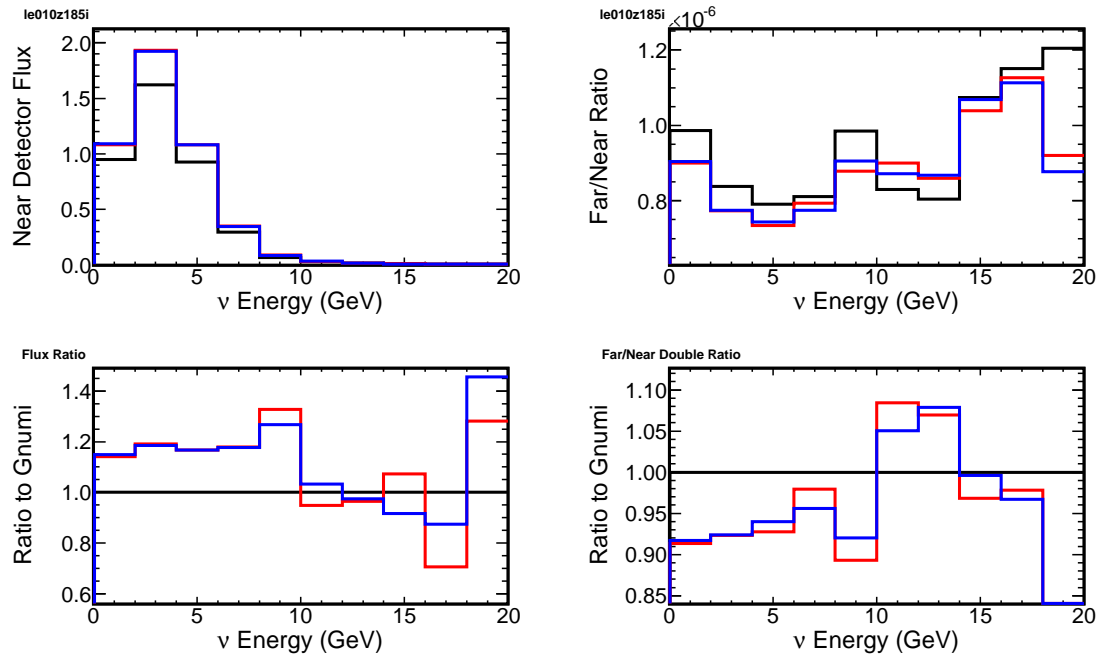 le010z185i
Near Detector Flux
2.0
1.5
1.0
0.5
0.0
0 5 10 15 20
ν Energy (GeV)
le010z185i
×10^-6
Far/Near Ratio
1.2
1.0
0.8
0 5 10 15 20
ν Energy (GeV)
Flux Ratio
Ratio to Gnumi
1.4
1.2
1.0
0.8
0.6
0 5 10 15 20
ν Energy (GeV)
Far/Near Double Ratio
Ratio to Gnumi
1.10
1.05
1.00
0.95
0.90
0.85
0 5 10 15 20
ν Energy (GeV)